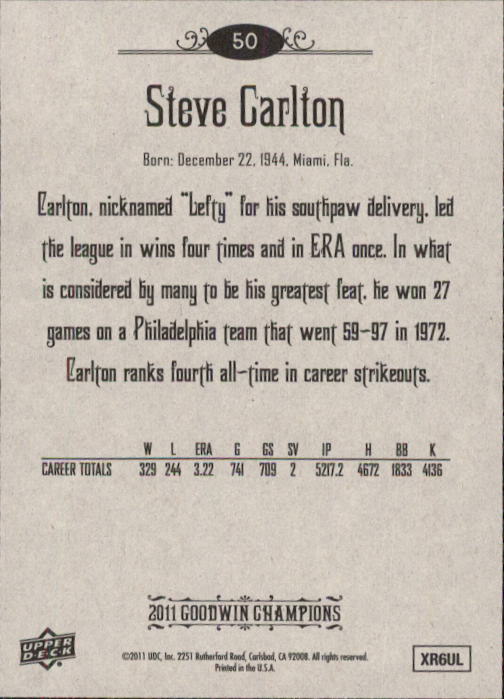 50
Steve Carlton
Born: December 22, 1944, Miami, Fla.
Carlton, nicknamed "Lefty" for his southpaw delivery, led
the league in wins four times and in ERA once. In what
is considered by many to be his greatest feat, he won 27
games on a Philadelphia team that went 59-97 in 1972.
Carlton ranks fourth all-time in career strikeouts.
W L ERA G GS SV IP H BB K
CAREER TOTALS 329 244 3.22 741 709 2 5217.2 4672 1833 4136
2011 GOODWIN CHAMPIONS
UPPER
DECK
©2011 UDC, Inc. 2251 Rutherford Road, Carlsbad, CA 92008. All rights reserved.
Printed in the U.S.A.
XR6UL